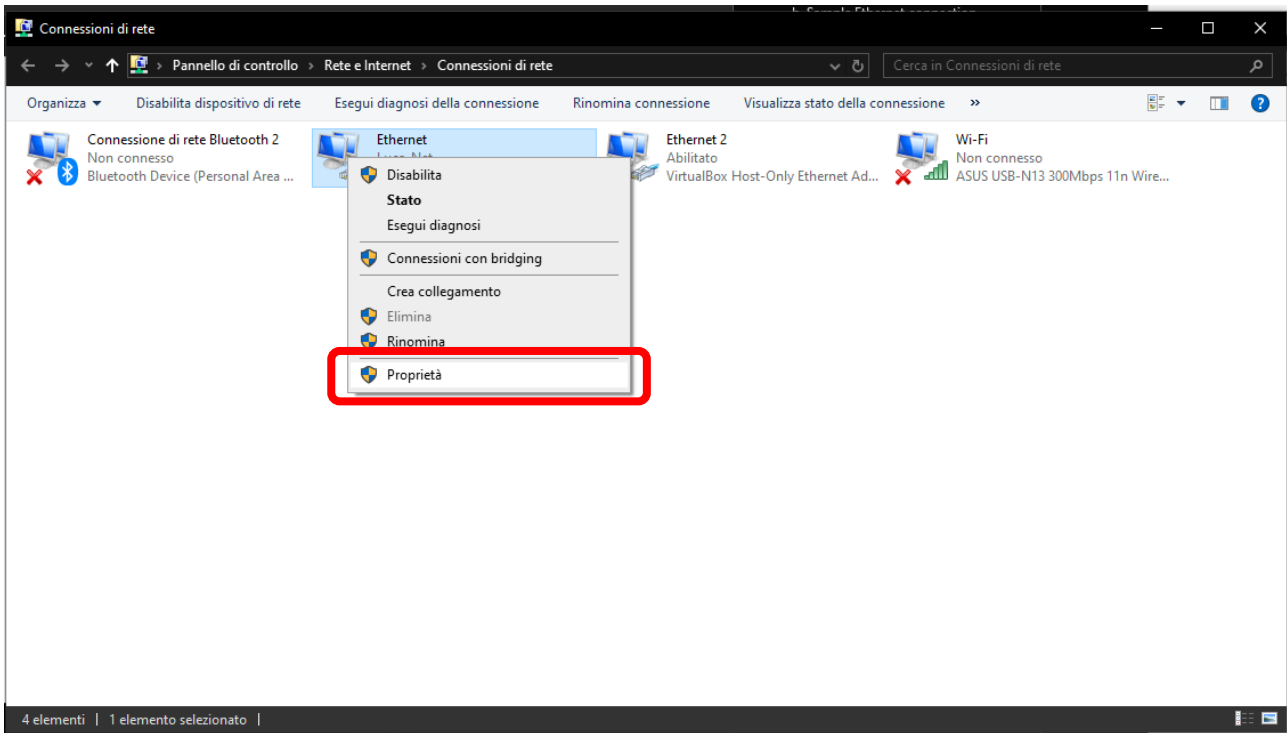 Connessioni di rete
Pannello di controllo › Rete e Internet › Connessioni di rete
Cerca in Connessioni di rete
Organizza Disabilita dispositivo di rete Esegui diagnosi della connessione Rinomina connessione Visualizza stato della connessione »
Connessione di rete Bluetooth 2
Non connesso
Bluetooth Device (Personal Area ...
Ethernet
Ethernet 2
Abilitato
VirtualBox Host-Only Ethernet Ad...
Wi-Fi
Non connesso
ASUS USB-N13 300Mbps 11n Wire...
Disabilita
Stato
Esegui diagnosi
Connessioni con bridging
Crea collegamento
Elimina
Rinomina
Proprietà
4 elementi | 1 elemento selezionato |